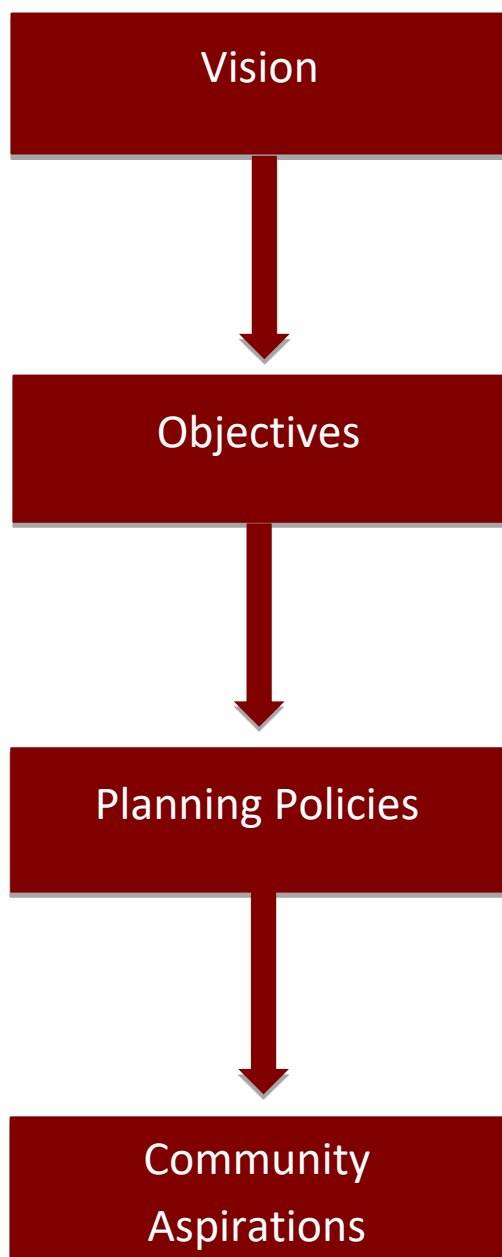 Vision
Objectives
Planning Policies
Community
Aspirations